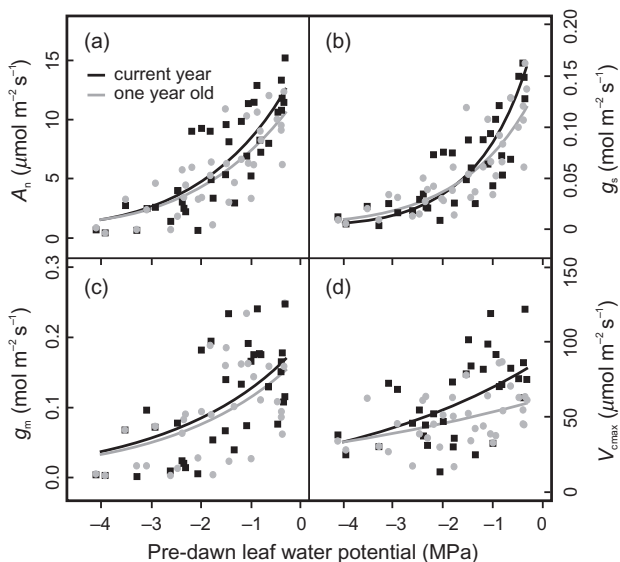 (a)
(b)
current year
one year old
15
10
5
0
Aₙ (μmol m⁻² s⁻¹)
0.20
0.15
0.10
0.05
0
gₛ (mol m⁻² s⁻¹)
(c)
(d)
0.3
0.2
0.1
0.0
gₘ (mol m⁻² s⁻¹)
150
100
50
0
V_cmax (μmol m⁻² s⁻¹)
−4 −3 −2 −1 0
−4 −3 −2 −1 0
Pre-dawn leaf water potential (MPa)